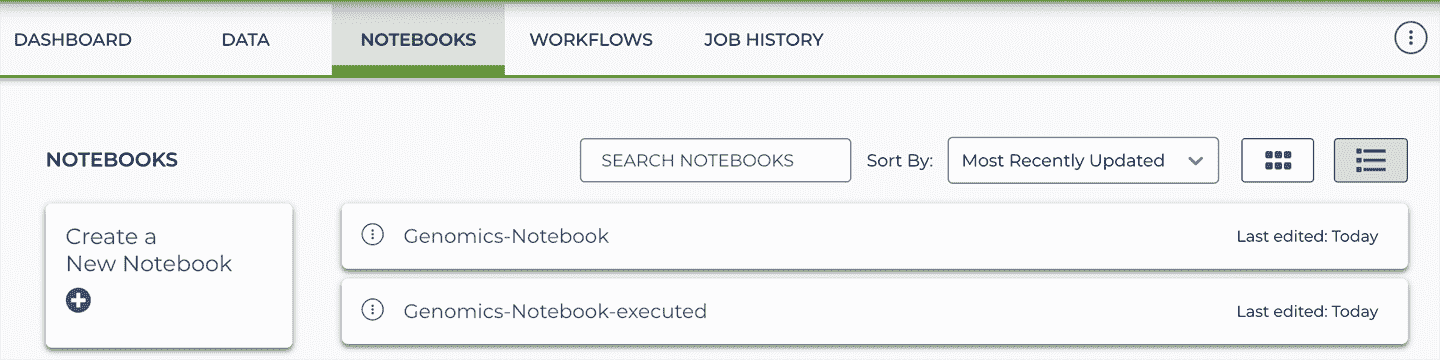 DASHBOARD DATA NOTEBOOKS WORKFLOWS JOB HISTORY
NOTEBOOKS SEARCH NOTEBOOKS Sort By: Most Recently Updated
Create a
New Notebook
Genomics-Notebook Last edited: Today
Genomics-Notebook-executed Last edited: Today